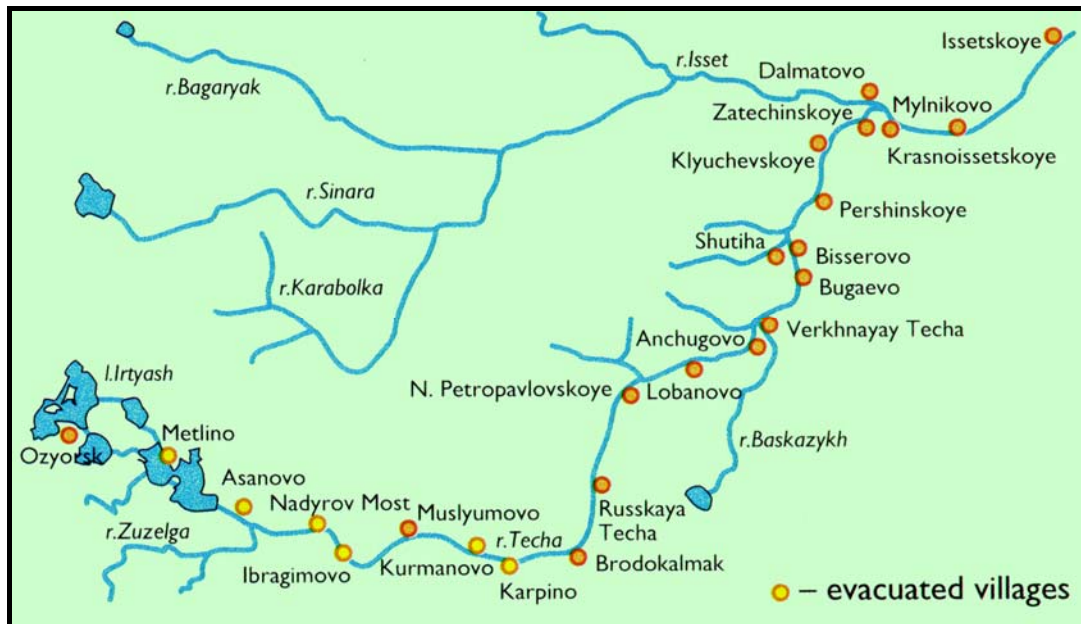 Issetskoye
r.Isset
Dalmatovo
r.Bagaryak
Zatechinskoye
Mylnikovo
Klyuchevskoye
Krasnoissetskoye
r.Sinara
Pershinskoye
Shutiha
Bisserovo
r.Karabolka
Bugaevo
Anchugovo
Verkhnayay Techa
l.Irtyash
N. Petropavlovskoye
Lobanovo
Metlino
r.Baskazykh
Ozyorsk
Asanovo
Nadyrov Most
Muslyumovo
Russkaya
Techa
r.Zuzelga
r.Techa
Ibragimovo
Kurmanovo
Brodokalmak
Karpino
– evacuated villages